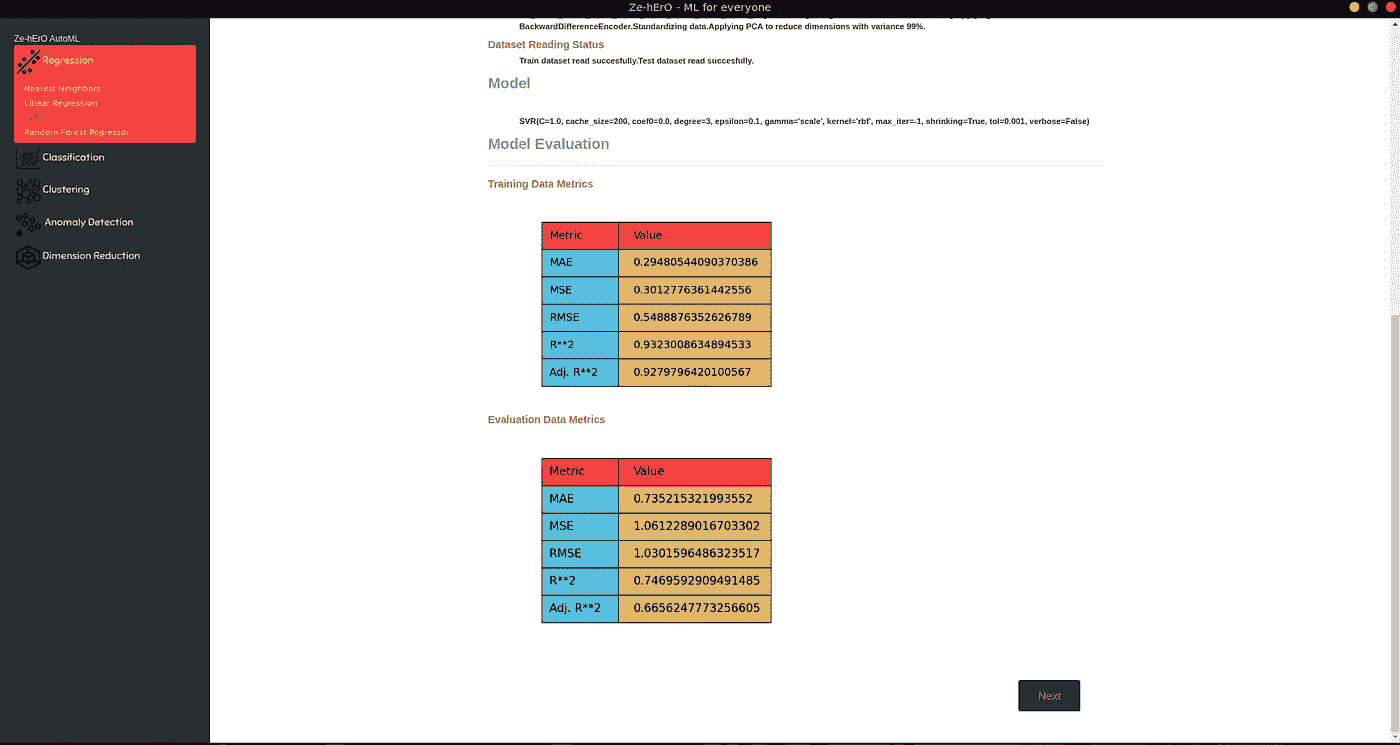 Ze-hErO - ML for everyone
Ze-hErO AutoML
Regression
Nearest Neighbors
Linear Regression
Random Forest Regressor
Classification
Clustering
Anomaly Detection
Dimension Reduction
BackwardDifferenceEncoder.Standardizing data.Applying PCA to reduce dimensions with variance 99%.
Dataset Reading Status
Train dataset read succesfully.Test dataset read succesfully.
Model
SVR(C=1.0, cache_size=200, coef0=0.0, degree=3, epsilon=0.1, gamma='scale', kernel='rbf', max_iter=-1, shrinking=True, tol=0.001, verbose=False)
Model Evaluation
Training Data Metrics
Metric Value
MAE 0.29480544090370386
MSE 0.3012776361442556
RMSE 0.5488876352626789
R**2 0.9323008634894533
Adj. R**2 0.9279796420100567
Evaluation Data Metrics
Metric Value
MAE 0.735215321993552
MSE 1.0612289016703302
RMSE 1.0301596486323517
R**2 0.7469592909491485
Adj. R**2 0.6656247773256605
Next